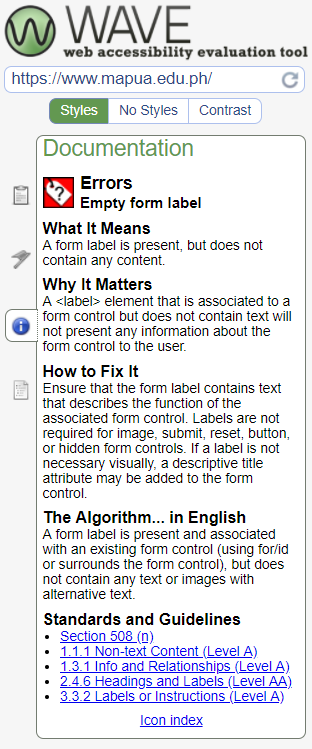 WAVE
web accessibility evaluation tool
https://www.mapua.edu.ph/
Styles No Styles Contrast
Documentation
Errors
Empty form label
What It Means
A form label is present, but does not
contain any content.
Why It Matters
A <label> element that is associated to a
form control but does not contain text will
not present any information about the
form control to the user.
How to Fix It
Ensure that the form label contains text
that describes the function of the
associated form control. Labels are not
required for image, submit, reset, button,
or hidden form controls. If a label is not
necessary visually, a descriptive title
attribute may be added to the form
control.
The Algorithm... in English
A form label is present and associated
with an existing form control (using for/id
or surrounds the form control), but does
not contain any text or images with
alternative text.
Standards and Guidelines
• Section 508 (n)
• 1.1.1 Non-text Content (Level A)
• 1.3.1 Info and Relationships (Level A)
• 2.4.6 Headings and Labels (Level AA)
• 3.3.2 Labels or Instructions (Level A)
Icon index